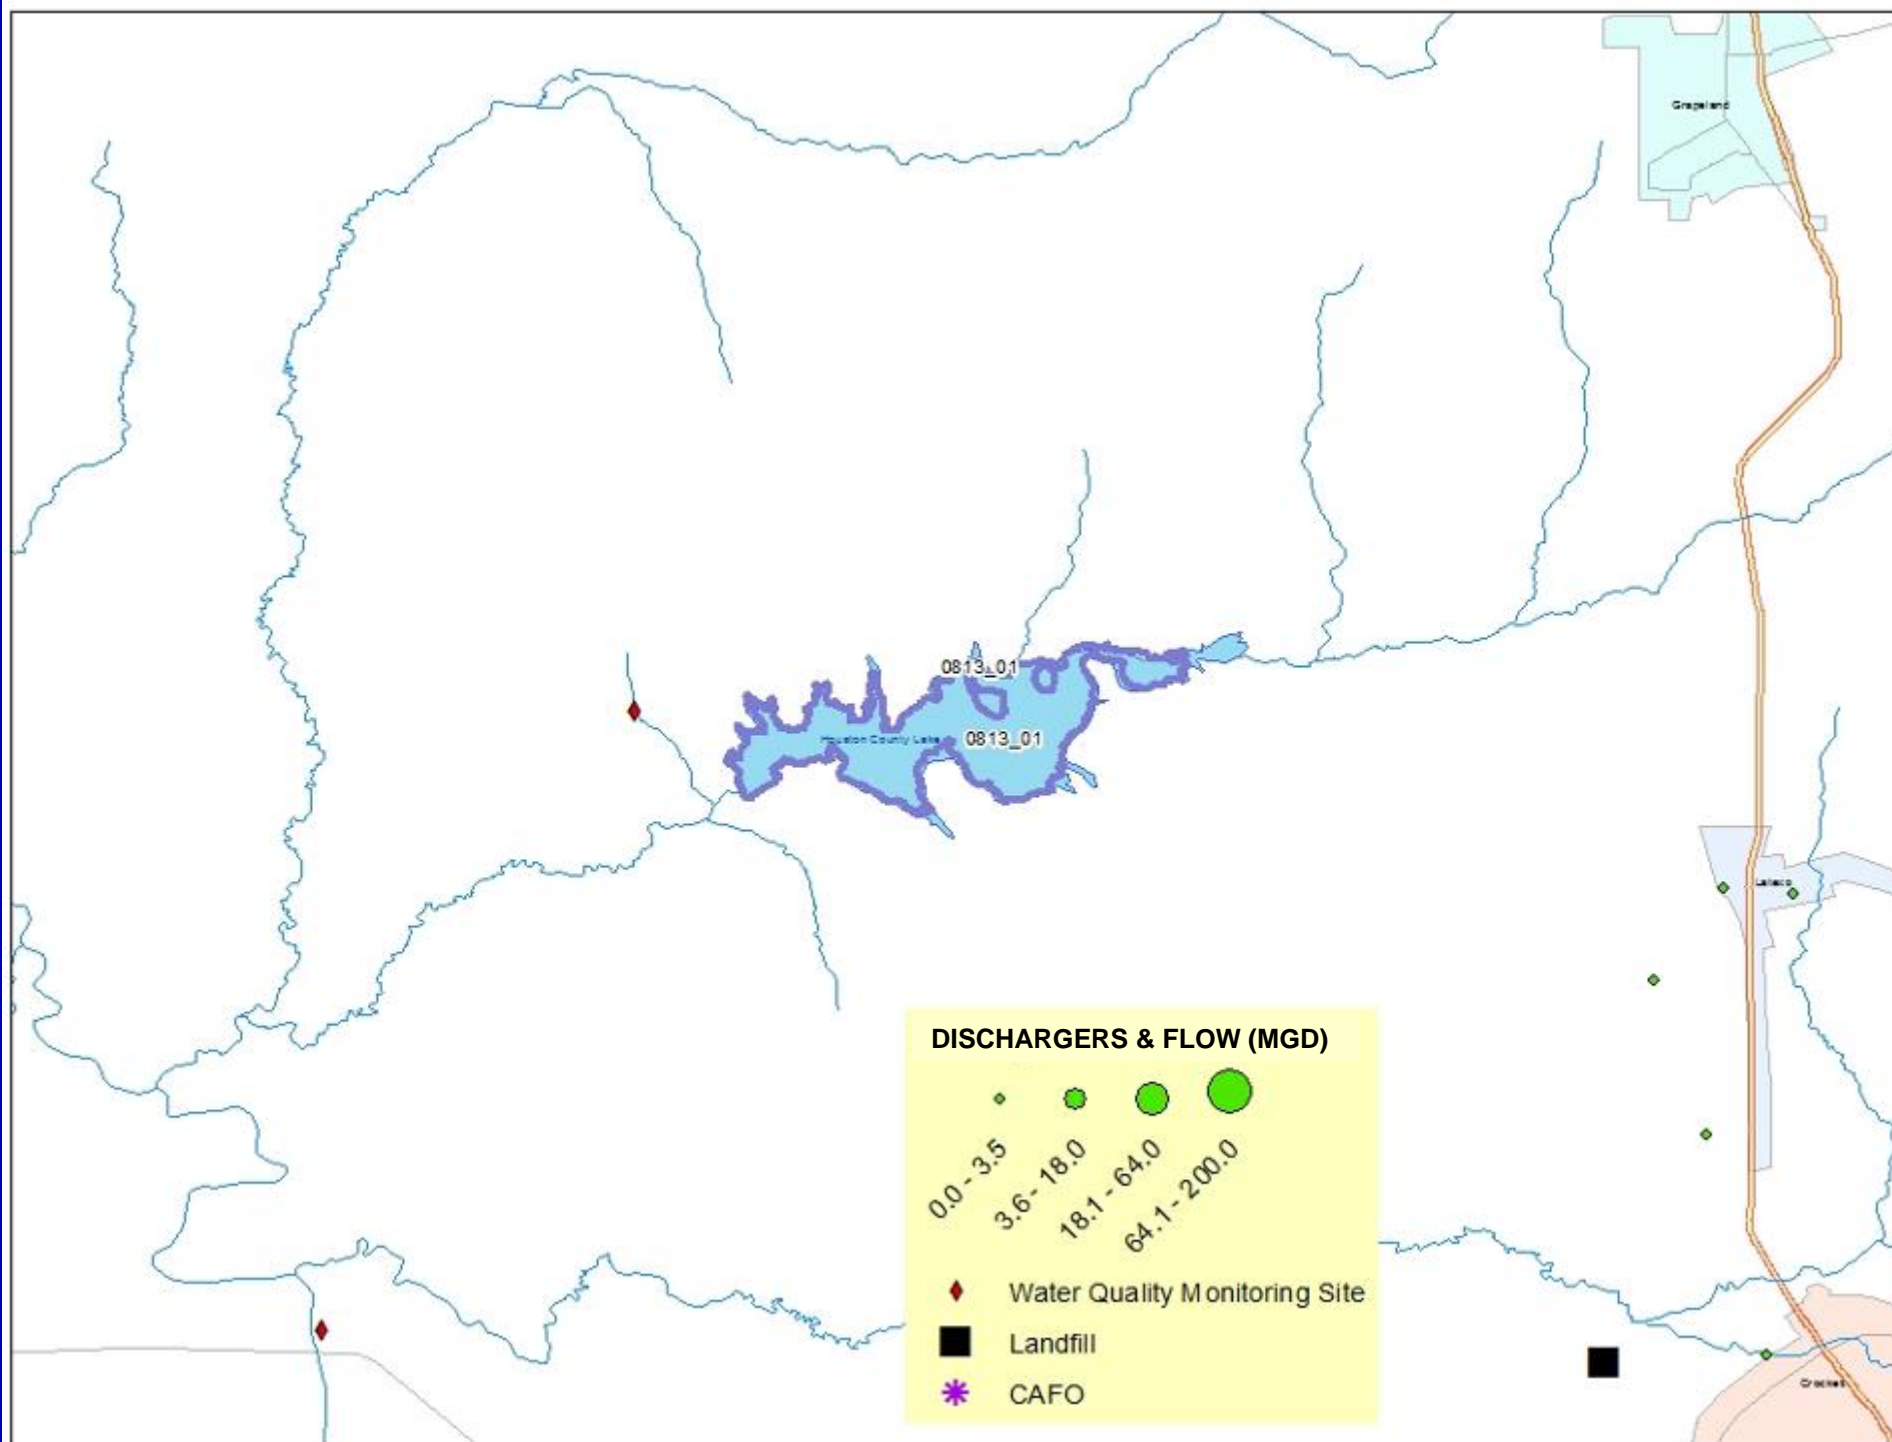 Grapeland
0813_01
Houston County Lake
0813_01
Latexo
DISCHARGERS & FLOW (MGD)
0.0 - 3.5
3.6 - 18.0
18.1 - 64.0
64.1 - 200.0
Water Quality Monitoring Site
Landfill
CAFO
Crockett